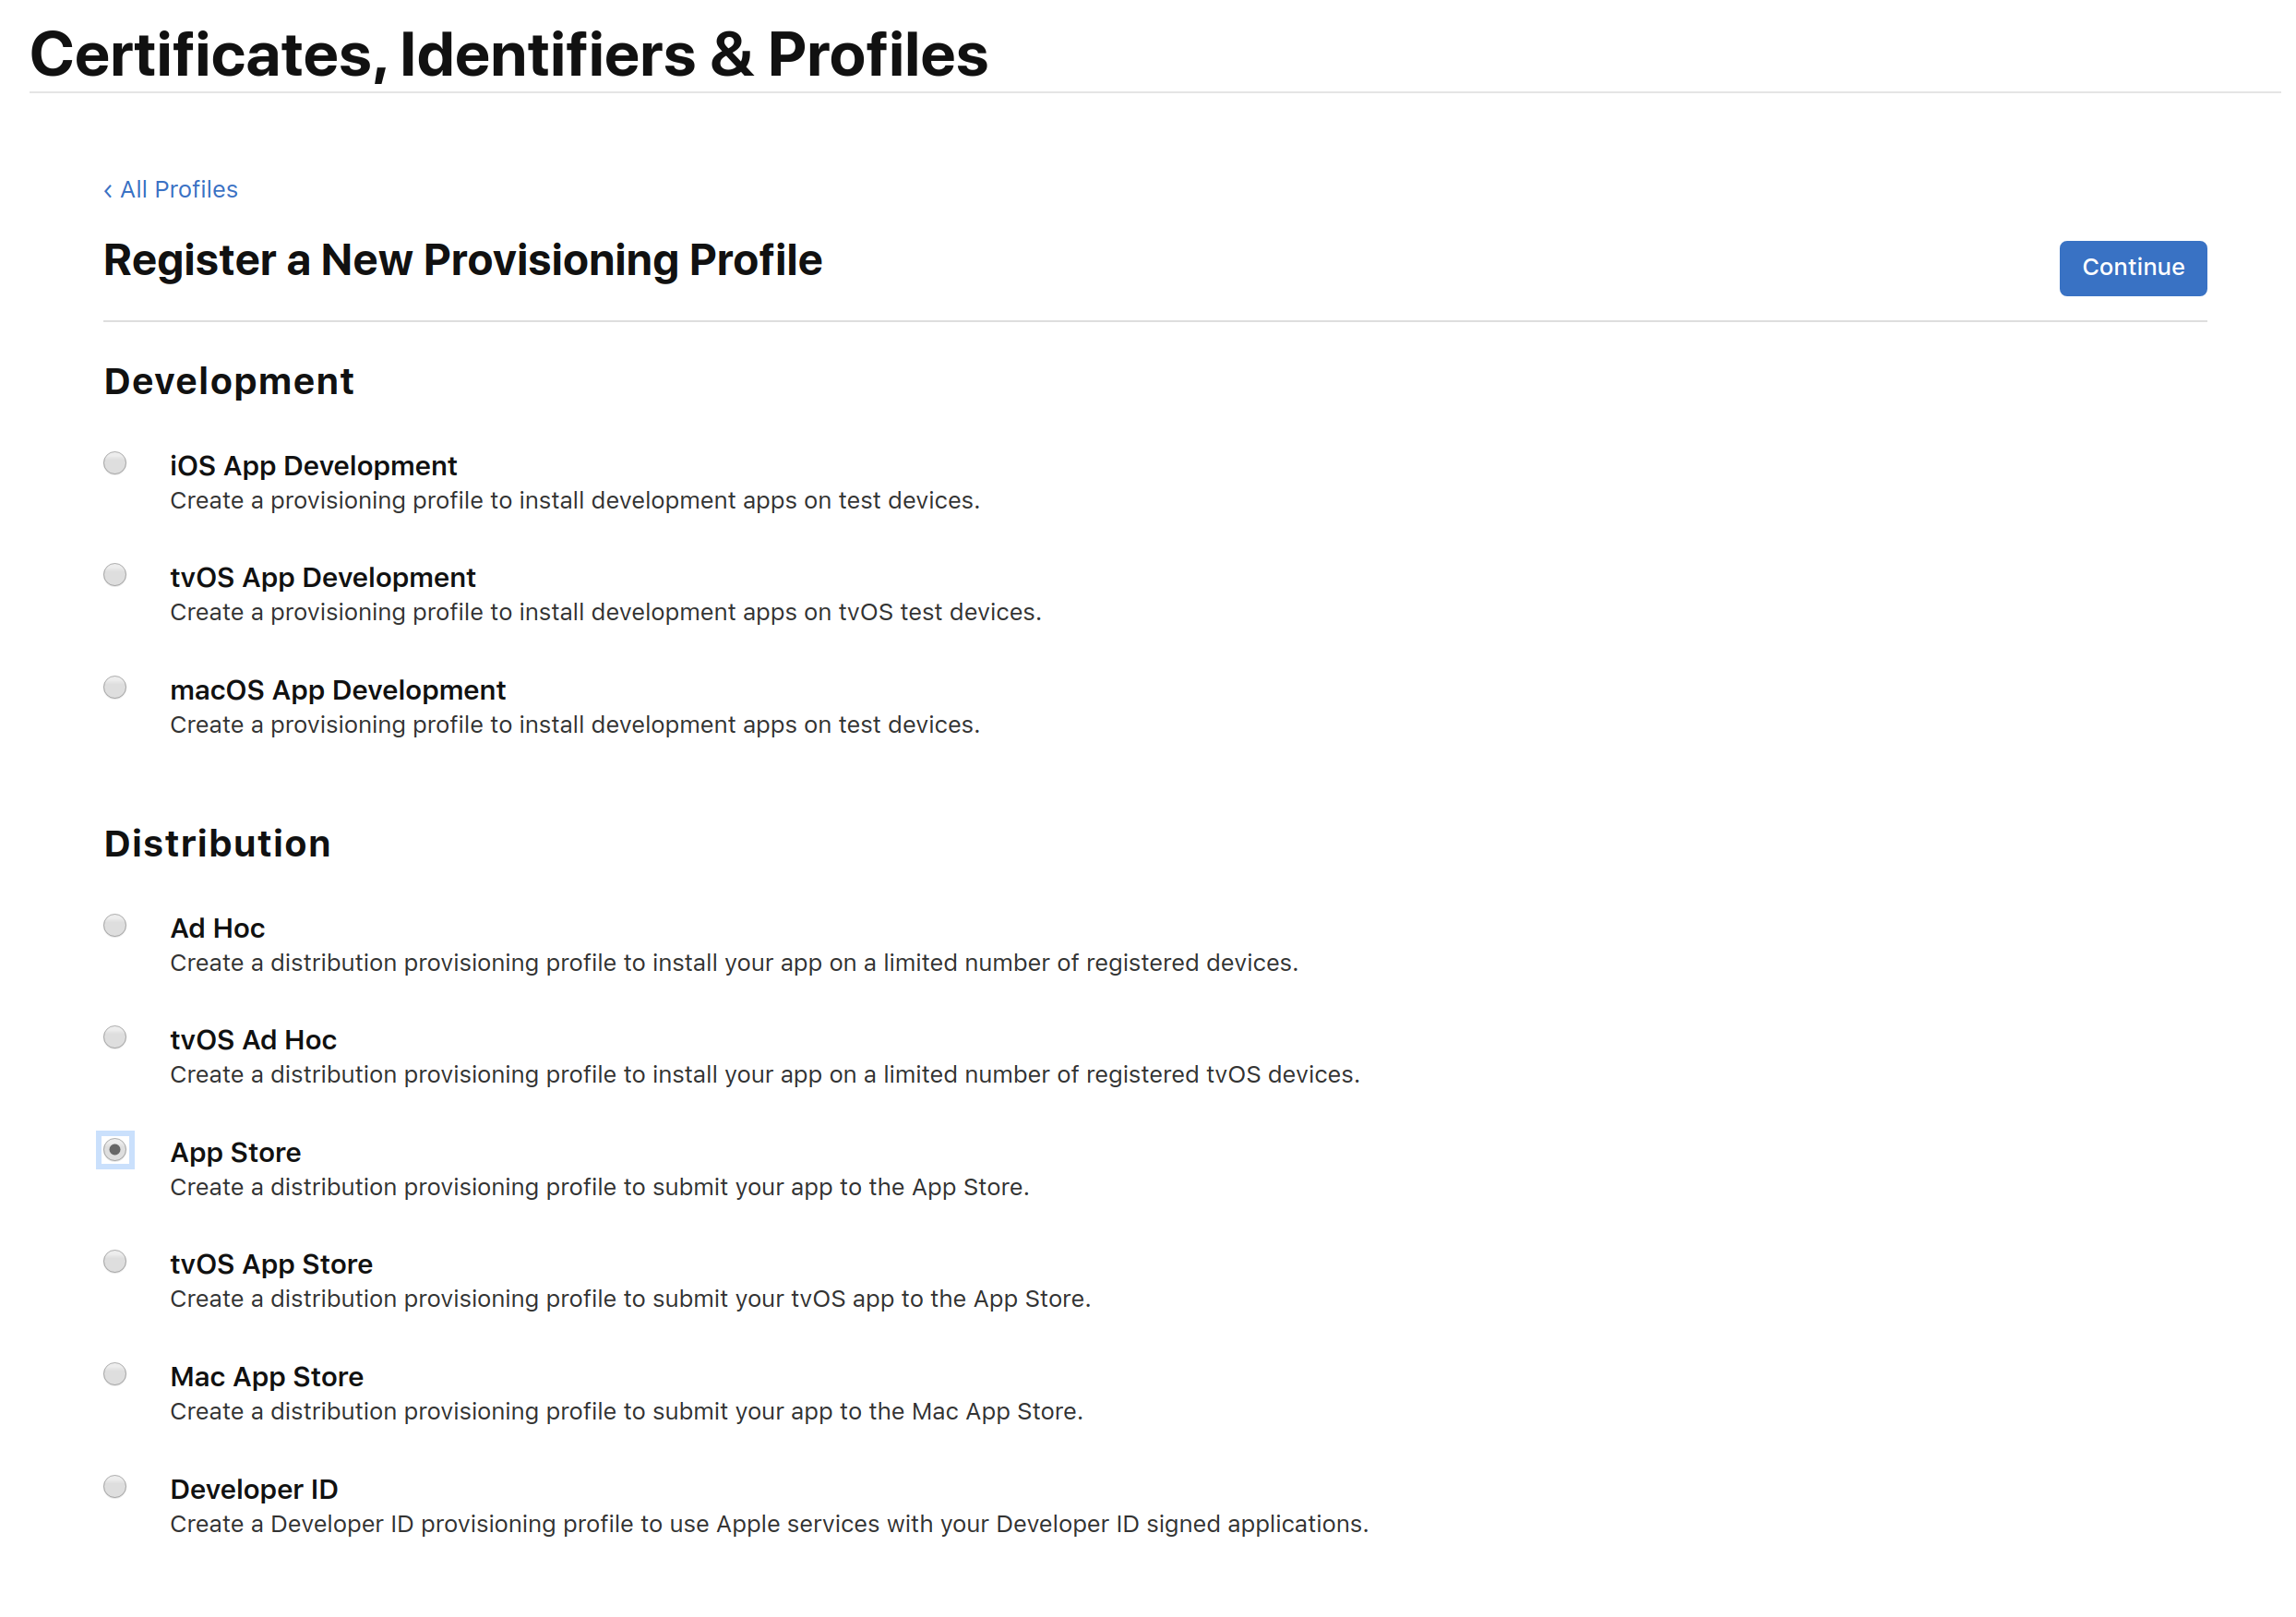 Certificates, Identifiers & Profiles
‹ All Profiles
Register a New Provisioning Profile
Continue
Development
iOS App Development
Create a provisioning profile to install development apps on test devices.
tvOS App Development
Create a provisioning profile to install development apps on tvOS test devices.
macOS App Development
Create a provisioning profile to install development apps on test devices.
Distribution
Ad Hoc
Create a distribution provisioning profile to install your app on a limited number of registered devices.
tvOS Ad Hoc
Create a distribution provisioning profile to install your app on a limited number of registered tvOS devices.
App Store
Create a distribution provisioning profile to submit your app to the App Store.
tvOS App Store
Create a distribution provisioning profile to submit your tvOS app to the App Store.
Mac App Store
Create a distribution provisioning profile to submit your app to the Mac App Store.
Developer ID
Create a Developer ID provisioning profile to use Apple services with your Developer ID signed applications.